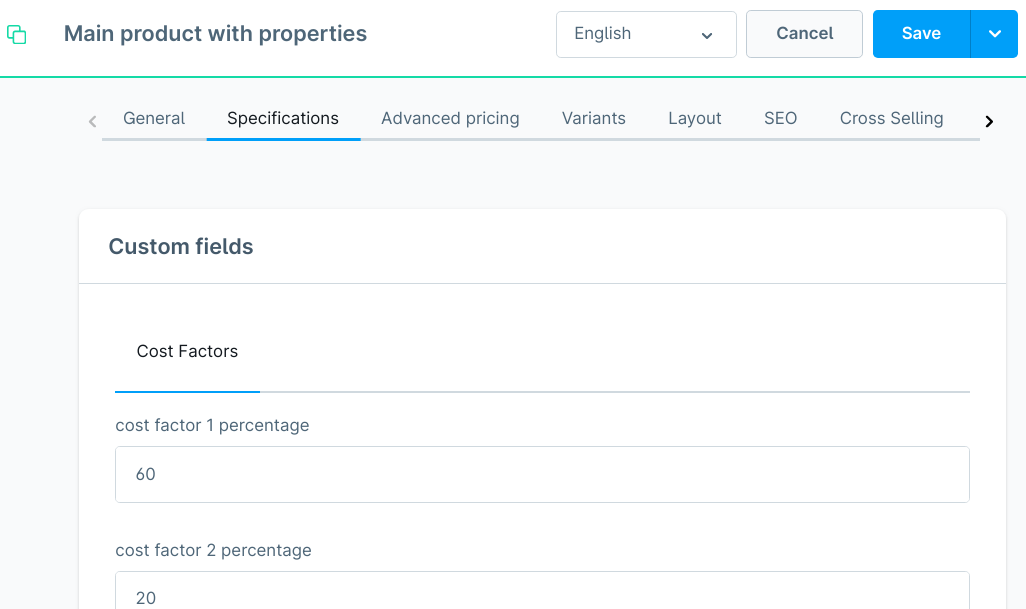 Main product with properties
English
Cancel
Save
General Specifications Advanced pricing Variants Layout SEO Cross Selling
Custom fields
Cost Factors
cost factor 1 percentage
60
cost factor 2 percentage
20